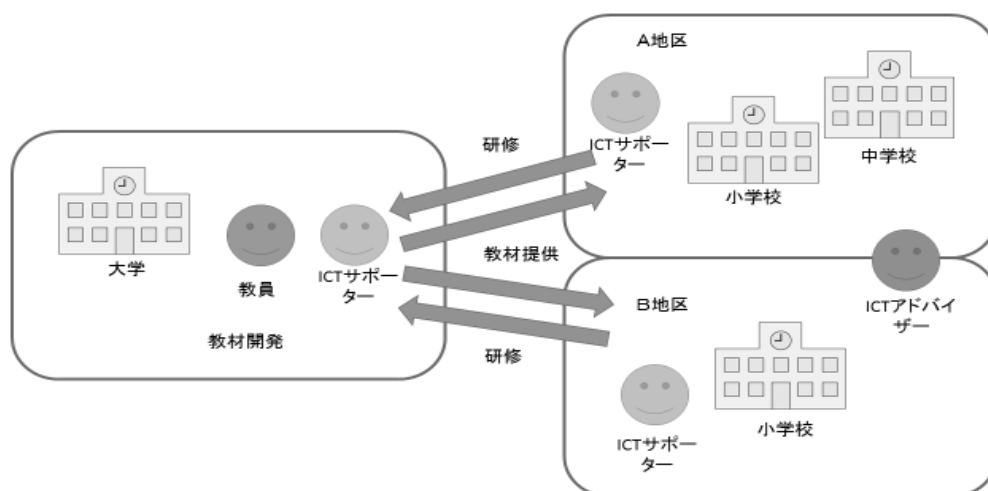 A地区
ICTサポー
ター
小学校
中学校
研修
教材提供
研修
大学
教員
ICTサポー
ター
教材開発
B地区
ICTアドバイ
ザー
小学校
ICTサポー
ター